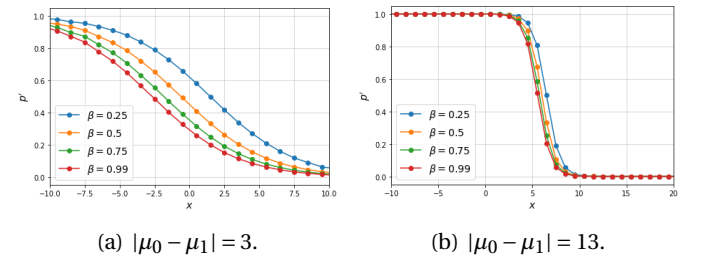 1.0
0.8
0.6
0.4
0.2
0.0
p'
β = 0.25
β = 0.5
β = 0.75
β = 0.99
−10.0 −7.5 −5.0 −2.5 0.0 2.5 5.0 7.5 10.0
x
(a) |μ0 − μ1| = 3.
1.0
0.8
0.6
0.4
0.2
0.0
p'
β = 0.25
β = 0.5
β = 0.75
β = 0.99
−10 −5 0 5 10 15 20
x
(b) |μ0 − μ1| = 13.